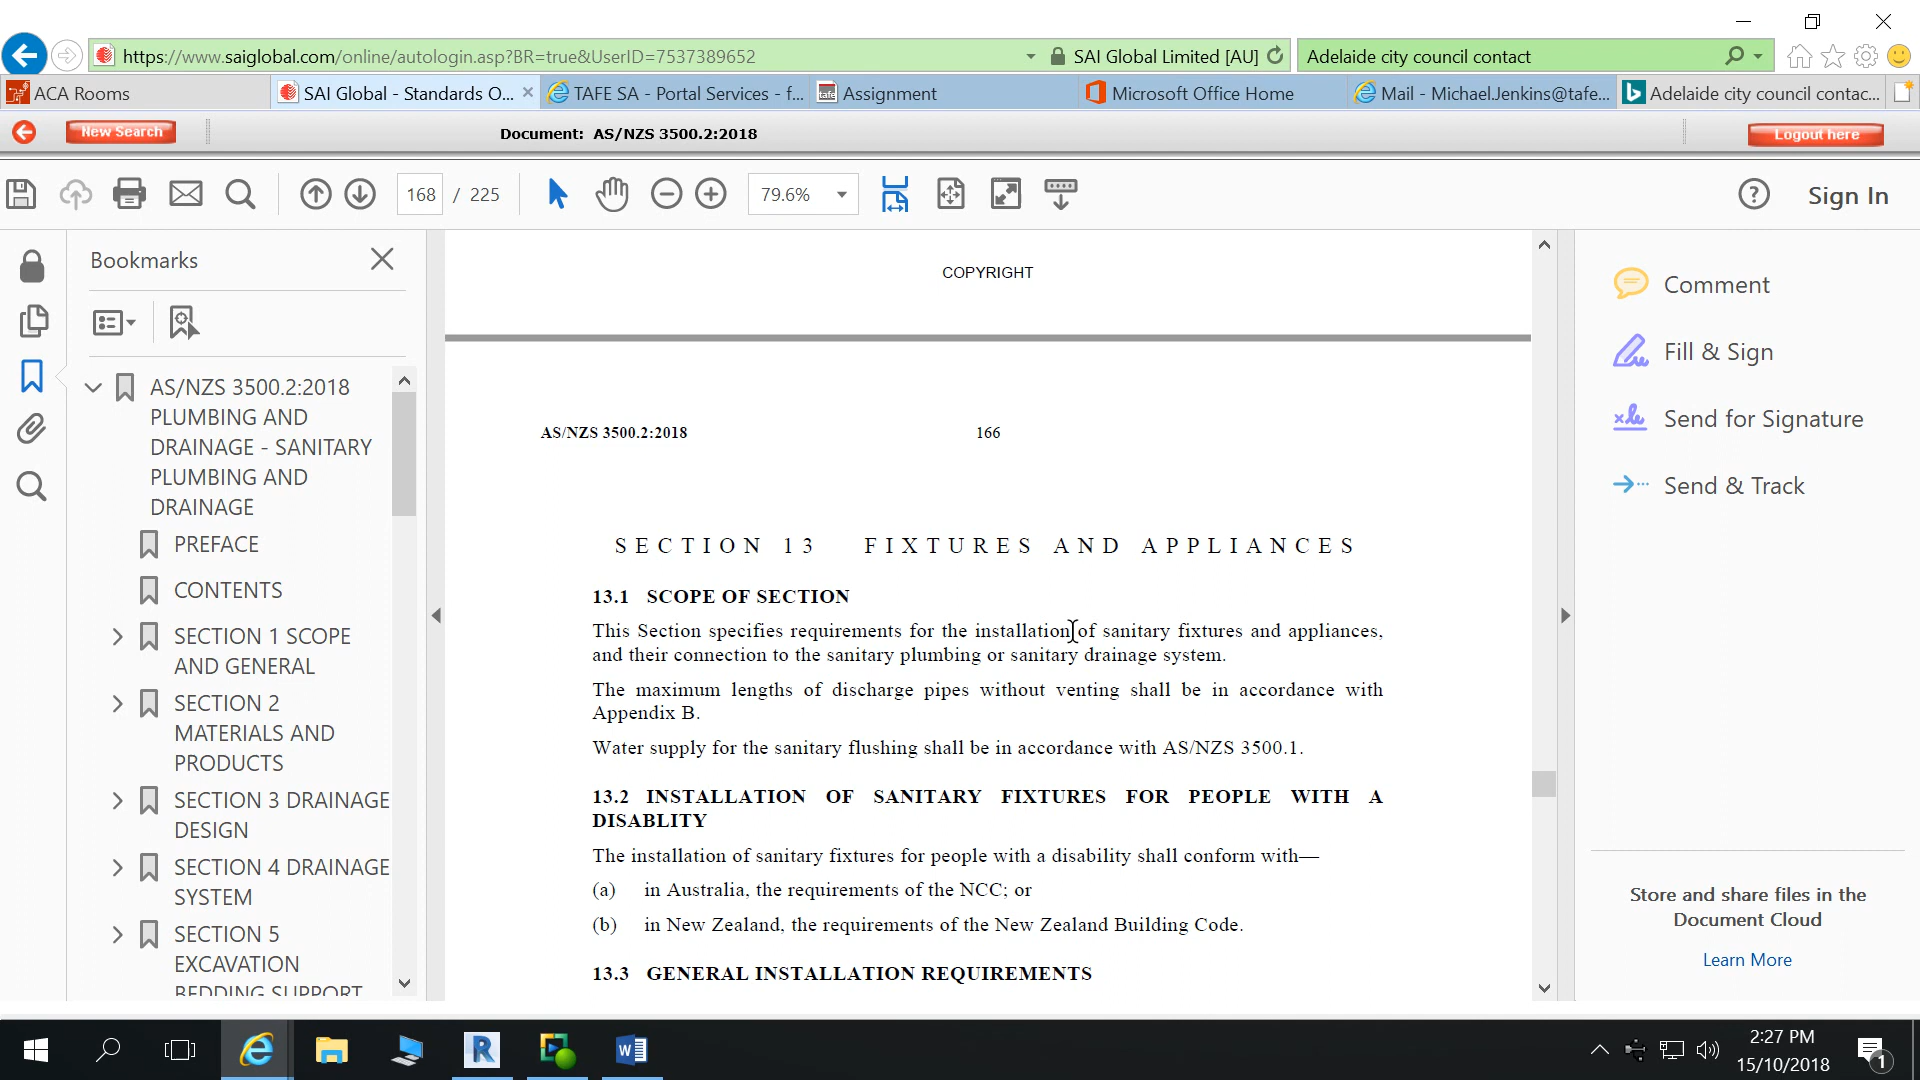 https://www.saiglobal.com/online/autologin.asp?BR=true&UserID=7537389652
SAI Global Limited [AU]
Adelaide city council contact
ACA Rooms
SAI Global - Standards O...
TAFE SA - Portal Services - f...
Assignment
Microsoft Office Home
Mail - Michael.Jenkins@tafe...
Adelaide city council contac...
New Search
Document: AS/NZS 3500.2:2018
Logout here
168 / 225
79.6%
Sign In
Bookmarks
AS/NZS 3500.2:2018
PLUMBING AND
DRAINAGE - SANITARY
PLUMBING AND
DRAINAGE
PREFACE
CONTENTS
SECTION 1 SCOPE
AND GENERAL
SECTION 2
MATERIALS AND
PRODUCTS
SECTION 3 DRAINAGE
DESIGN
SECTION 4 DRAINAGE
SYSTEM
SECTION 5
EXCAVATION
BEDDING SUPPORT
COPYRIGHT
AS/NZS 3500.2:2018
166
SECTION 13 FIXTURES AND APPLIANCES
13.1 SCOPE OF SECTION
This Section specifies requirements for the installation of sanitary fixtures and appliances,
and their connection to the sanitary plumbing or sanitary drainage system.
The maximum lengths of discharge pipes without venting shall be in accordance with
Appendix B.
Water supply for the sanitary flushing shall be in accordance with AS/NZS 3500.1.
13.2 INSTALLATION OF SANITARY FIXTURES FOR PEOPLE WITH A
DISABLITY
The installation of sanitary fixtures for people with a disability shall conform with—
(a) in Australia, the requirements of the NCC; or
(b) in New Zealand, the requirements of the New Zealand Building Code.
13.3 GENERAL INSTALLATION REQUIREMENTS
Comment
Fill & Sign
Send for Signature
Send & Track
Store and share files in the
Document Cloud
Learn More
2:27 PM
15/10/2018
1